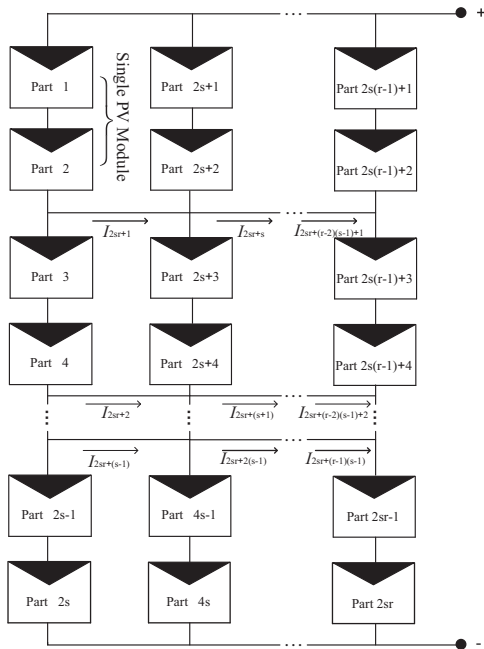 +
Part 1
Part 2s+1
Part 2s(r-1)+1
Single PV Module
Part 2
Part 2s+2
Part 2s(r-1)+2
...
I2sr+1
I2sr+s
I2sr+(r-2)(s-1)+1
Part 3
Part 2s+3
Part 2s(r-1)+3
Part 4
Part 2s+4
Part 2s(r-1)+4
...
I2sr+2
I2sr+(s+1)
I2sr+(r-2)(s-1)+2
...
I2sr+(s-1)
I2sr+2(s-1)
I2sr+(r-1)(s-1)
Part 2s-1
Part 4s-1
Part 2sr-1
Part 2s
Part 4s
Part 2sr
...
-